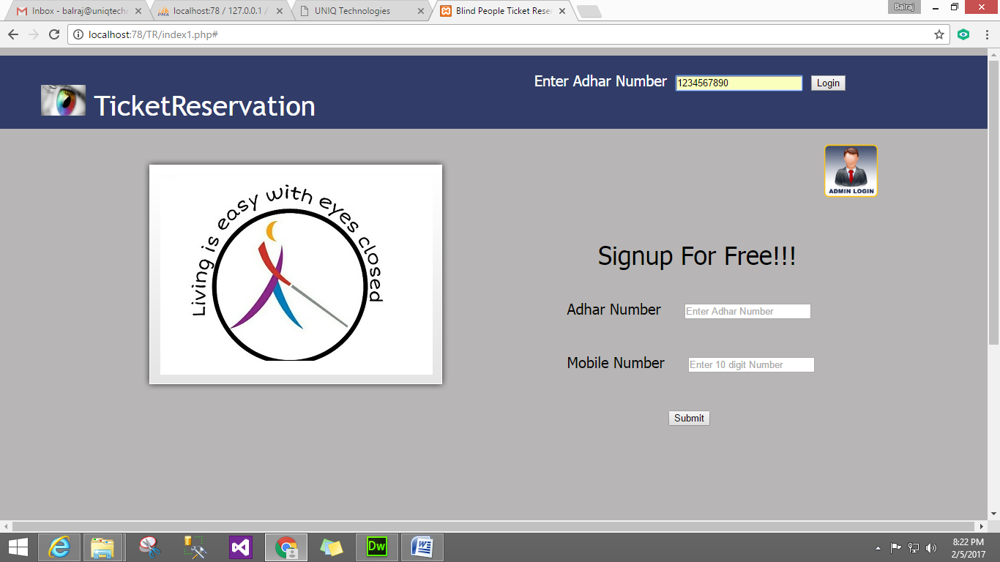 Inbox - balraj@uniqtechn
localhost:78 / 127.0.0.1 /
UNIQ Technologies
Blind People Ticket Reser
Balraj
localhost:78/TR/index1.php#
Enter Adhar Number
1234567890
Login
TicketReservation
ADMIN LOGIN
Living is easy with eyes closed
Signup For Free!!!
Adhar Number
Enter Adhar Number
Mobile Number
Enter 10 digit Number
Submit
Dw
8:22 PM
2/5/2017